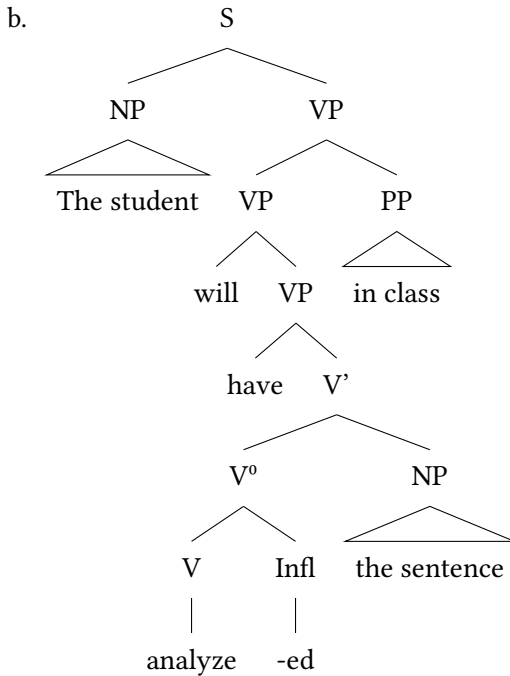 b. S
NP VP
The student VP PP
will VP in class
have V’
V⁰ NP
V Infl the sentence
analyze -ed